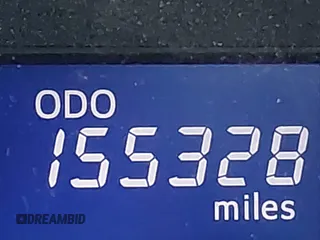 ODO
155328
miles
DREAMBID